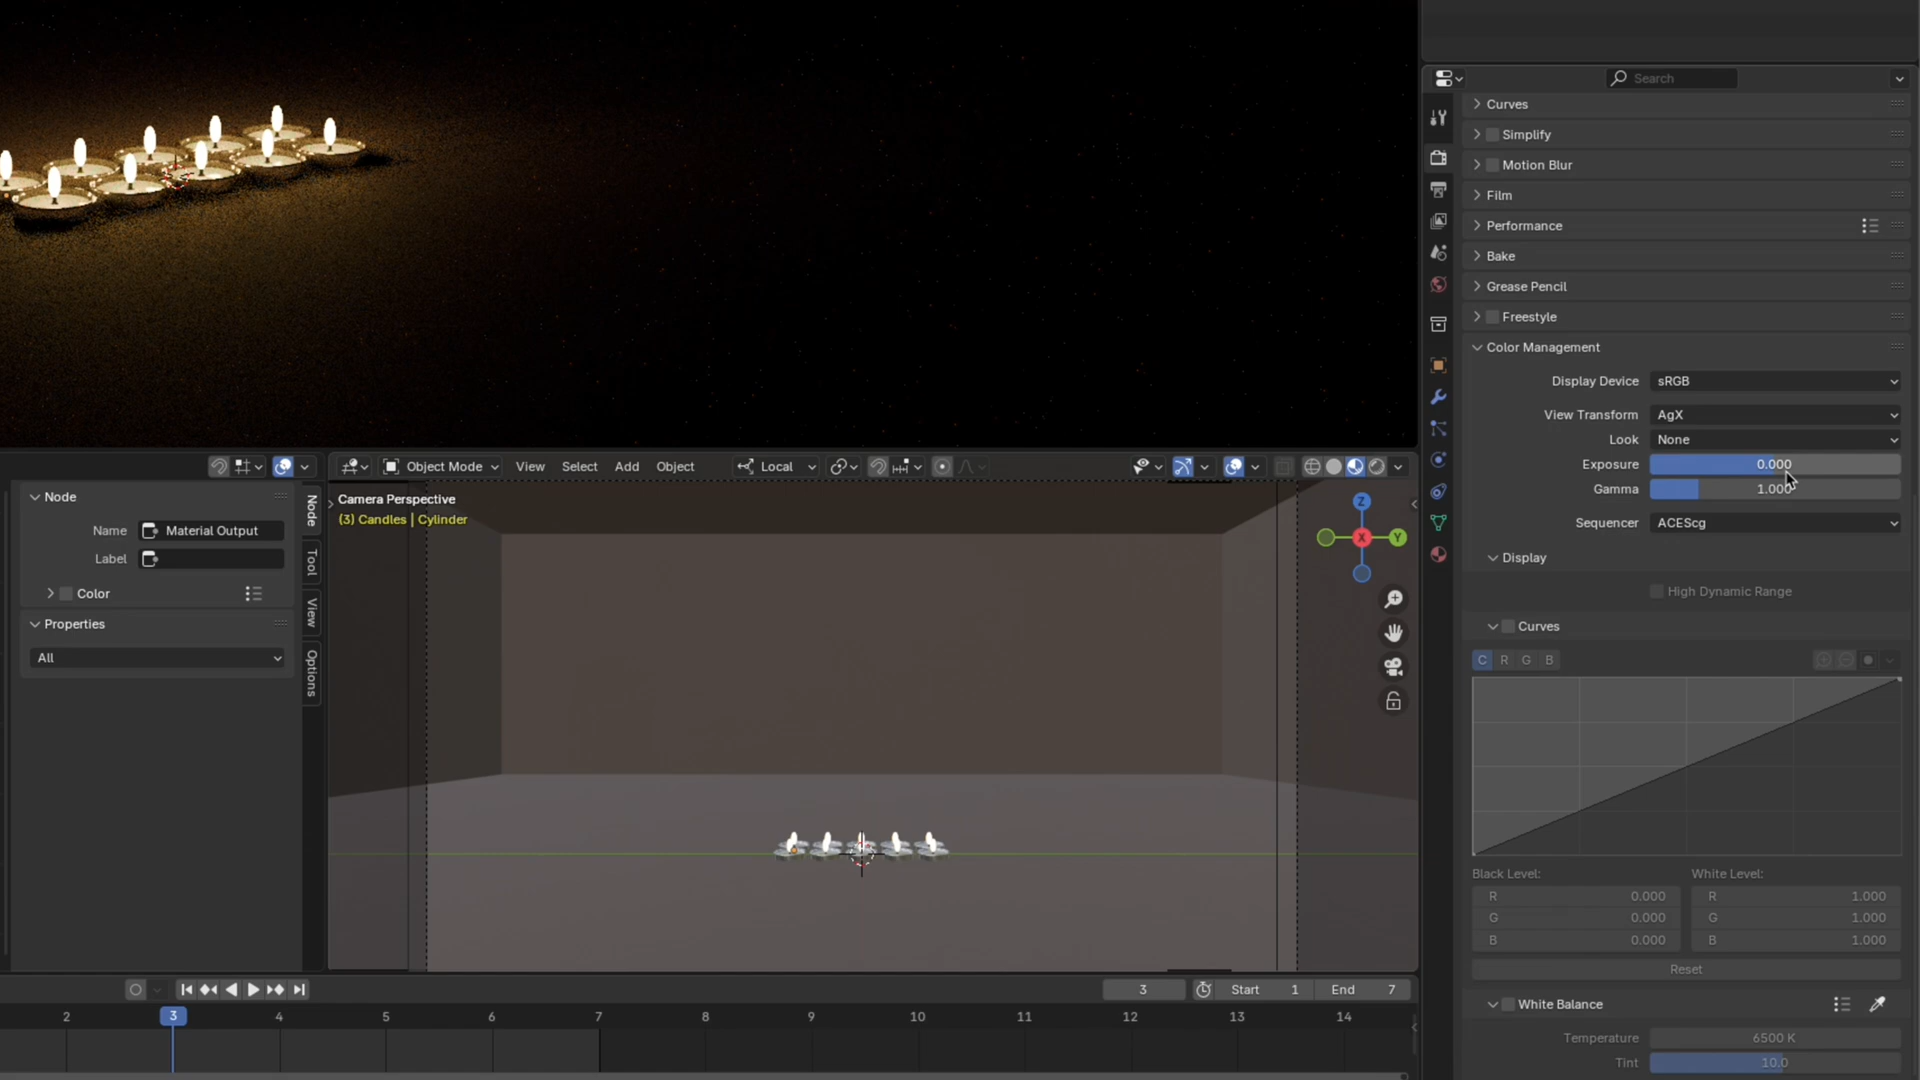 Search
Curves
Simplify
Motion Blur
Film
Performance
Bake
Grease Pencil
Freestyle
Color Management
Display Device sRGB
View Transform AgX
Look None
Exposure 0.000
Gamma 1.000
Sequencer ACEScg
Display
High Dynamic Range
Curves
C R G B
Black Level: White Level:
R 0.000 R 1.000
G 0.000 G 1.000
B 0.000 B 1.000
Reset
White Balance
Temperature 6500 K
Tint 10.0
Object Mode View Select Add Object Local
Camera Perspective
(3) Candles | Cylinder
Z
X
Y
Node
Name Material Output
Label
Color
Properties
All
Node
Tool
View
Options
3 Start 1 End 7
2 3 4 5 6 7 8 9 10 11 12 13 14